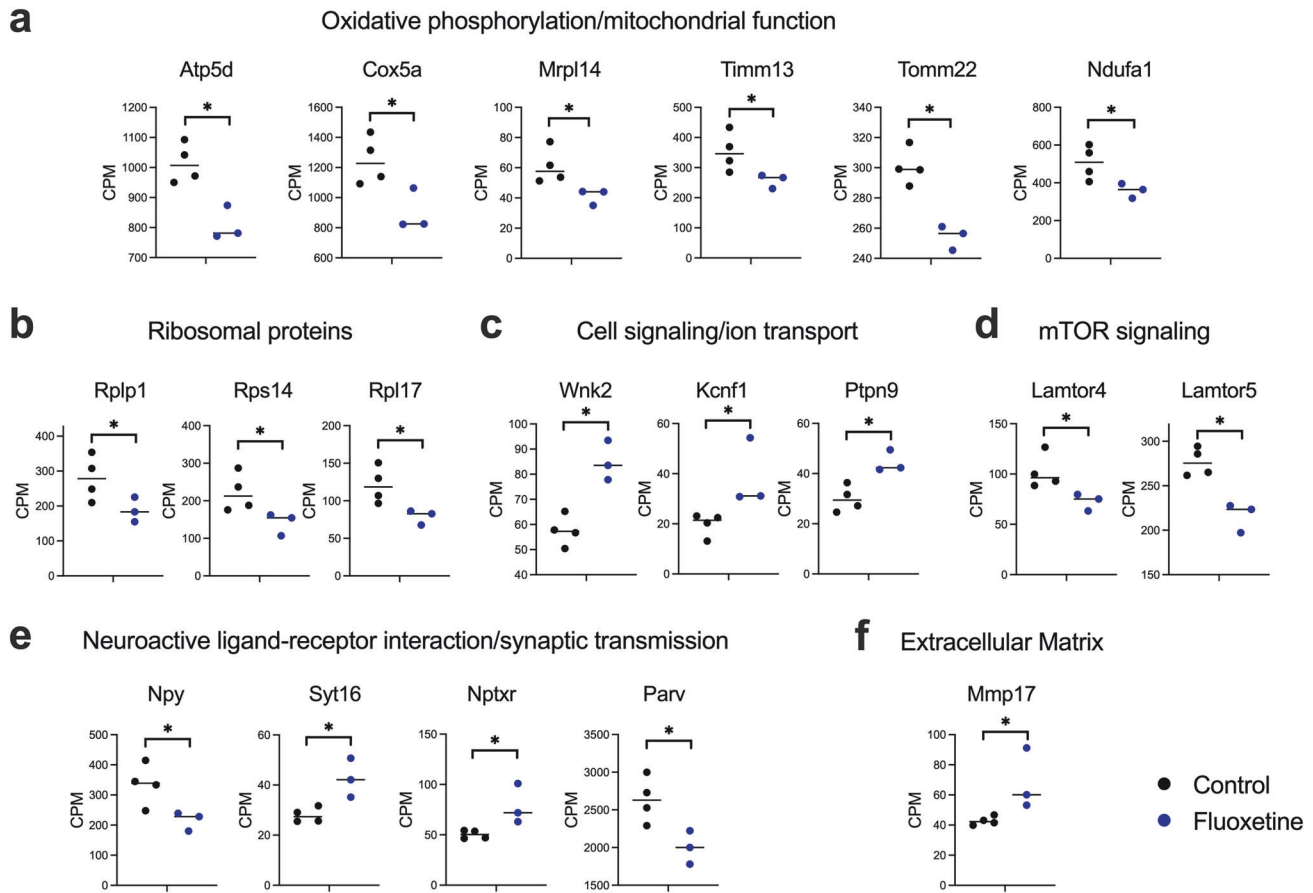 a Oxidative phosphorylation/mitochondrial function
Atp5d Cox5a Mrpl14 Timm13 Tomm22 Ndufa1
* * * * * *
CPM 1200 1100 1000 900 800 700
CPM 1600 1400 1200 1000 800 600
CPM 100 80 60 40 20 0
CPM 500 400 300 200 100 0
CPM 340 320 300 280 260 240
CPM 800 600 400 200 0
b Ribosomal proteins
Rplp1 Rps14 Rpl17
* * *
CPM 400 300 200 100 0
CPM 400 300 200 100 0
CPM 200 150 100 50 0
c Cell signaling/ion transport
Wnk2 Kcnf1 Ptpn9
* * *
CPM 100 90 80 70 60 50 40
CPM 60 40 20 0
CPM 60 40 20 0
d mTOR signaling
Lamtor4 Lamtor5
* *
CPM 150 100 50 0
CPM 300 250 200 150
e Neuroactive ligand-receptor interaction/synaptic transmission
Npy Syt16 Nptxr Parv
* * * *
CPM 500 400 300 200 100 0
CPM 60 40 20 0
CPM 150 100 50 0
CPM 3500 3000 2500 2000 1500
f Extracellular Matrix
Mmp17
*
CPM 100 80 60 40 20 0
Control
Fluoxetine